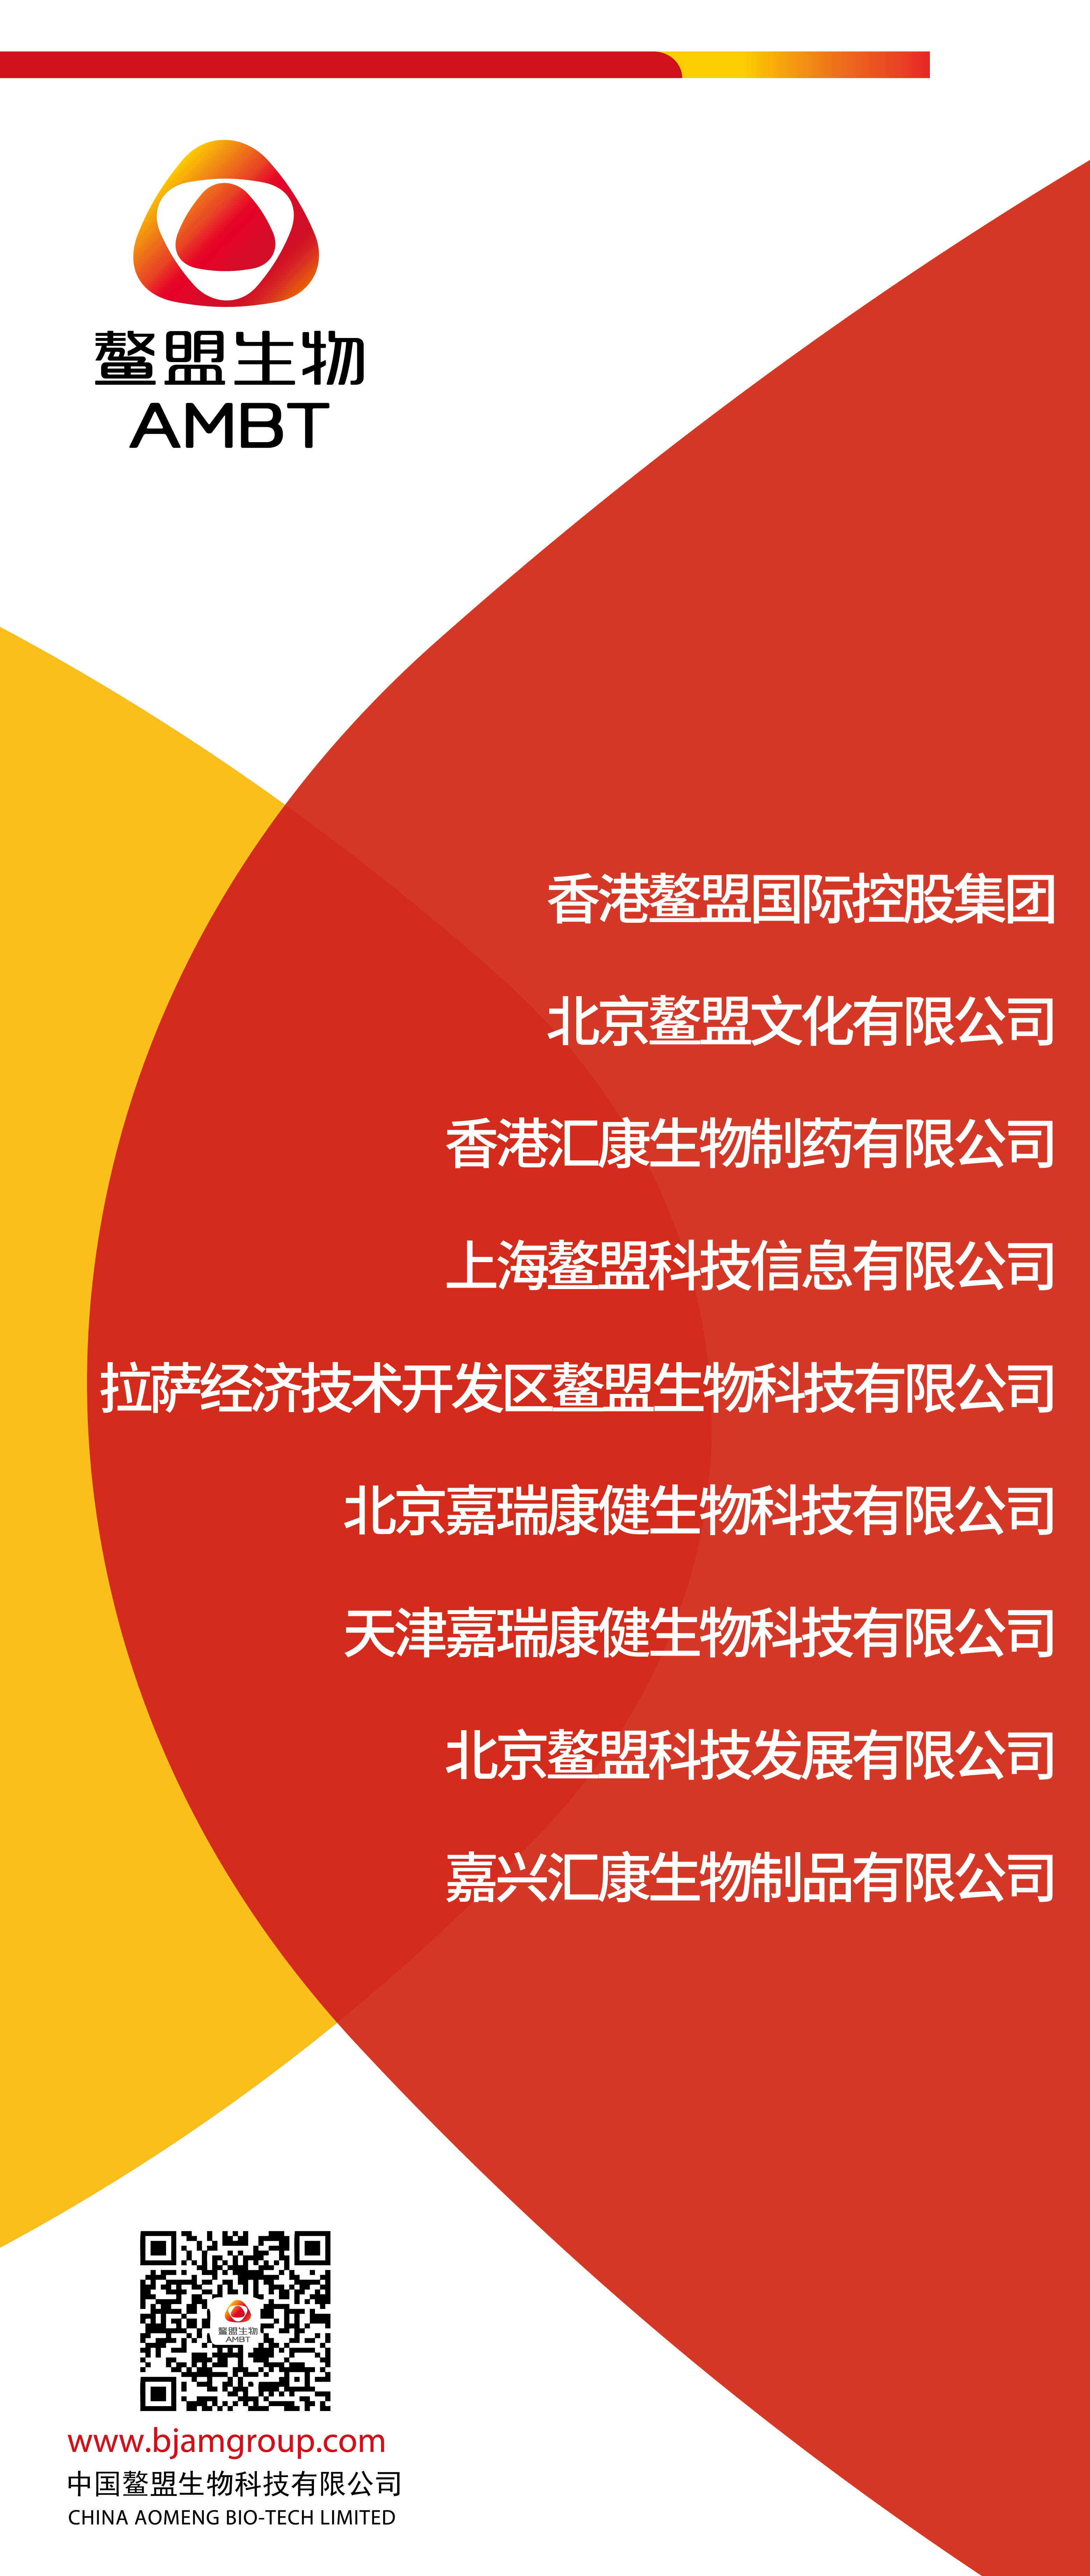 鳌盟生物
AMBT
香港鳌盟国际控股集团
北京鳌盟文化有限公司
香港汇康生物制药有限公司
上海鳌盟科技信息有限公司
拉萨经济技术开发区鳌盟生物科技有限公司
北京嘉瑞康健生物科技有限公司
天津嘉瑞康健生物科技有限公司
北京鳌盟科技发展有限公司
嘉兴汇康生物制品有限公司
鳌盟生物
AMBT
www.bjamgroup.com
中国鳌盟生物科技有限公司
CHINA AOMENG BIO-TECH LIMITED